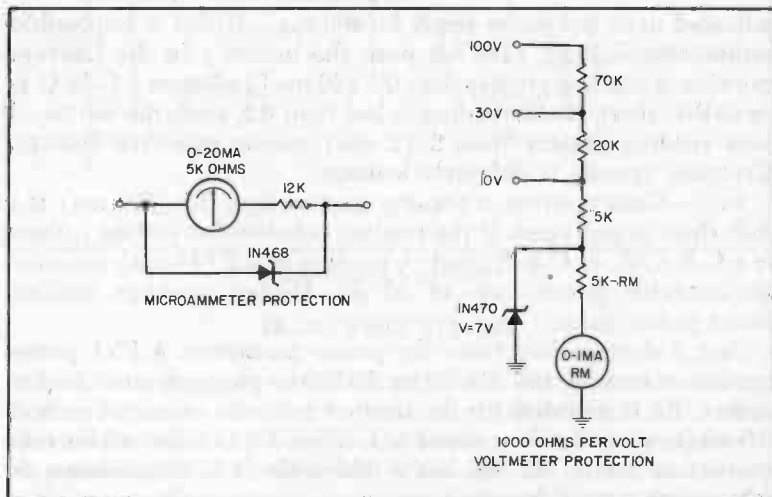 0-20MA
5K OHMS
12K
1N468
MICROAMMETER PROTECTION
100V
70K
30V
20K
10V
5K
5K-RM
1N470
V=7V
0-1MA
RM
1000 OHMS PER VOLT
VOLTMETER PROTECTION